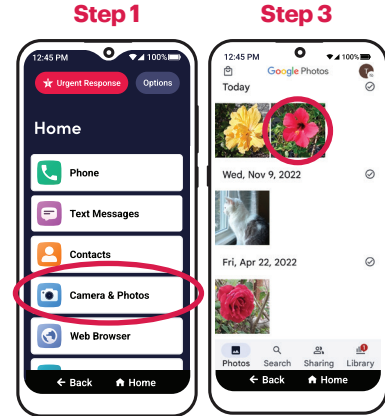 Step 1
12:45 PM
100%
Urgent Response
Options
Home
Phone
Text Messages
Contacts
Camera & Photos
Web Browser
Back
Home
Step 3
12:45 PM
100%
Google Photos
Today
Wed, Nov 9, 2022
Fri, Apr 22, 2022
1
Photos
Search
Sharing
Library
Back
Home